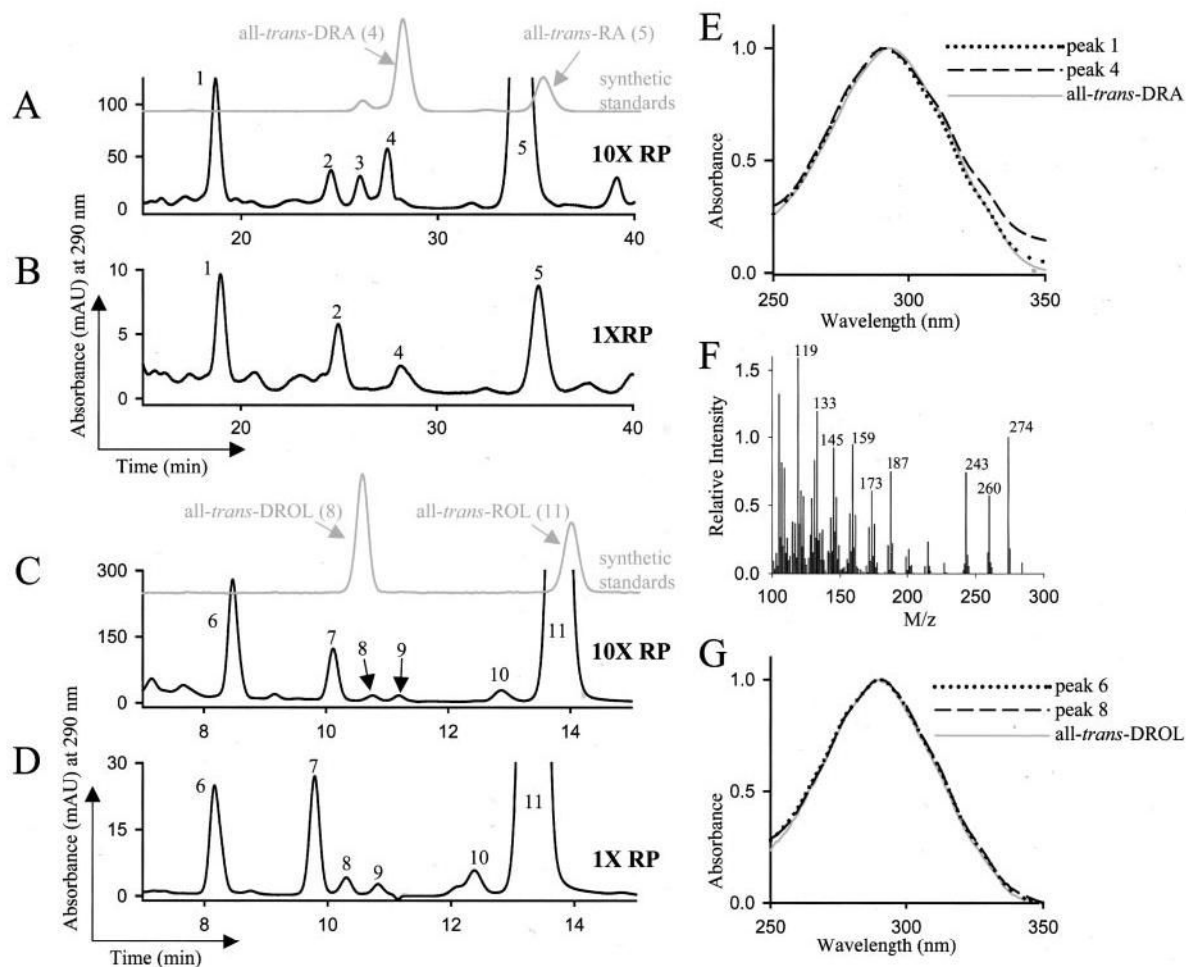 A
all-trans-DRA (4)
all-trans-RA (5)
synthetic
standards
10X RP
1
2
3
4
5
100
50
0
20
30
40
B
1XRP
1
2
4
5
10
5
0
20
30
40
Absorbance (mAU) at 290 nm
Time (min)
C
all-trans-DROL (8)
all-trans-ROL (11)
synthetic
standards
10X RP
6
7
8
9
10
11
300
150
0
8
10
12
14
D
1X RP
6
7
8
9
10
11
30
15
0
8
10
12
14
Absorbance (mAU) at 290 nm
Time (min)
E
peak 1
peak 4
all-trans-DRA
1.0
0.5
0.0
Absorbance
250
300
350
Wavelength (nm)
F
119
133
145
159
173
187
243
260
274
1.5
1.0
0.5
0.0
Relative Intensity
100
150
200
250
300
M/z
G
peak 6
peak 8
all-trans-DROL
1.0
0.5
0.0
Absorbance
250
300
350
Wavelength (nm)